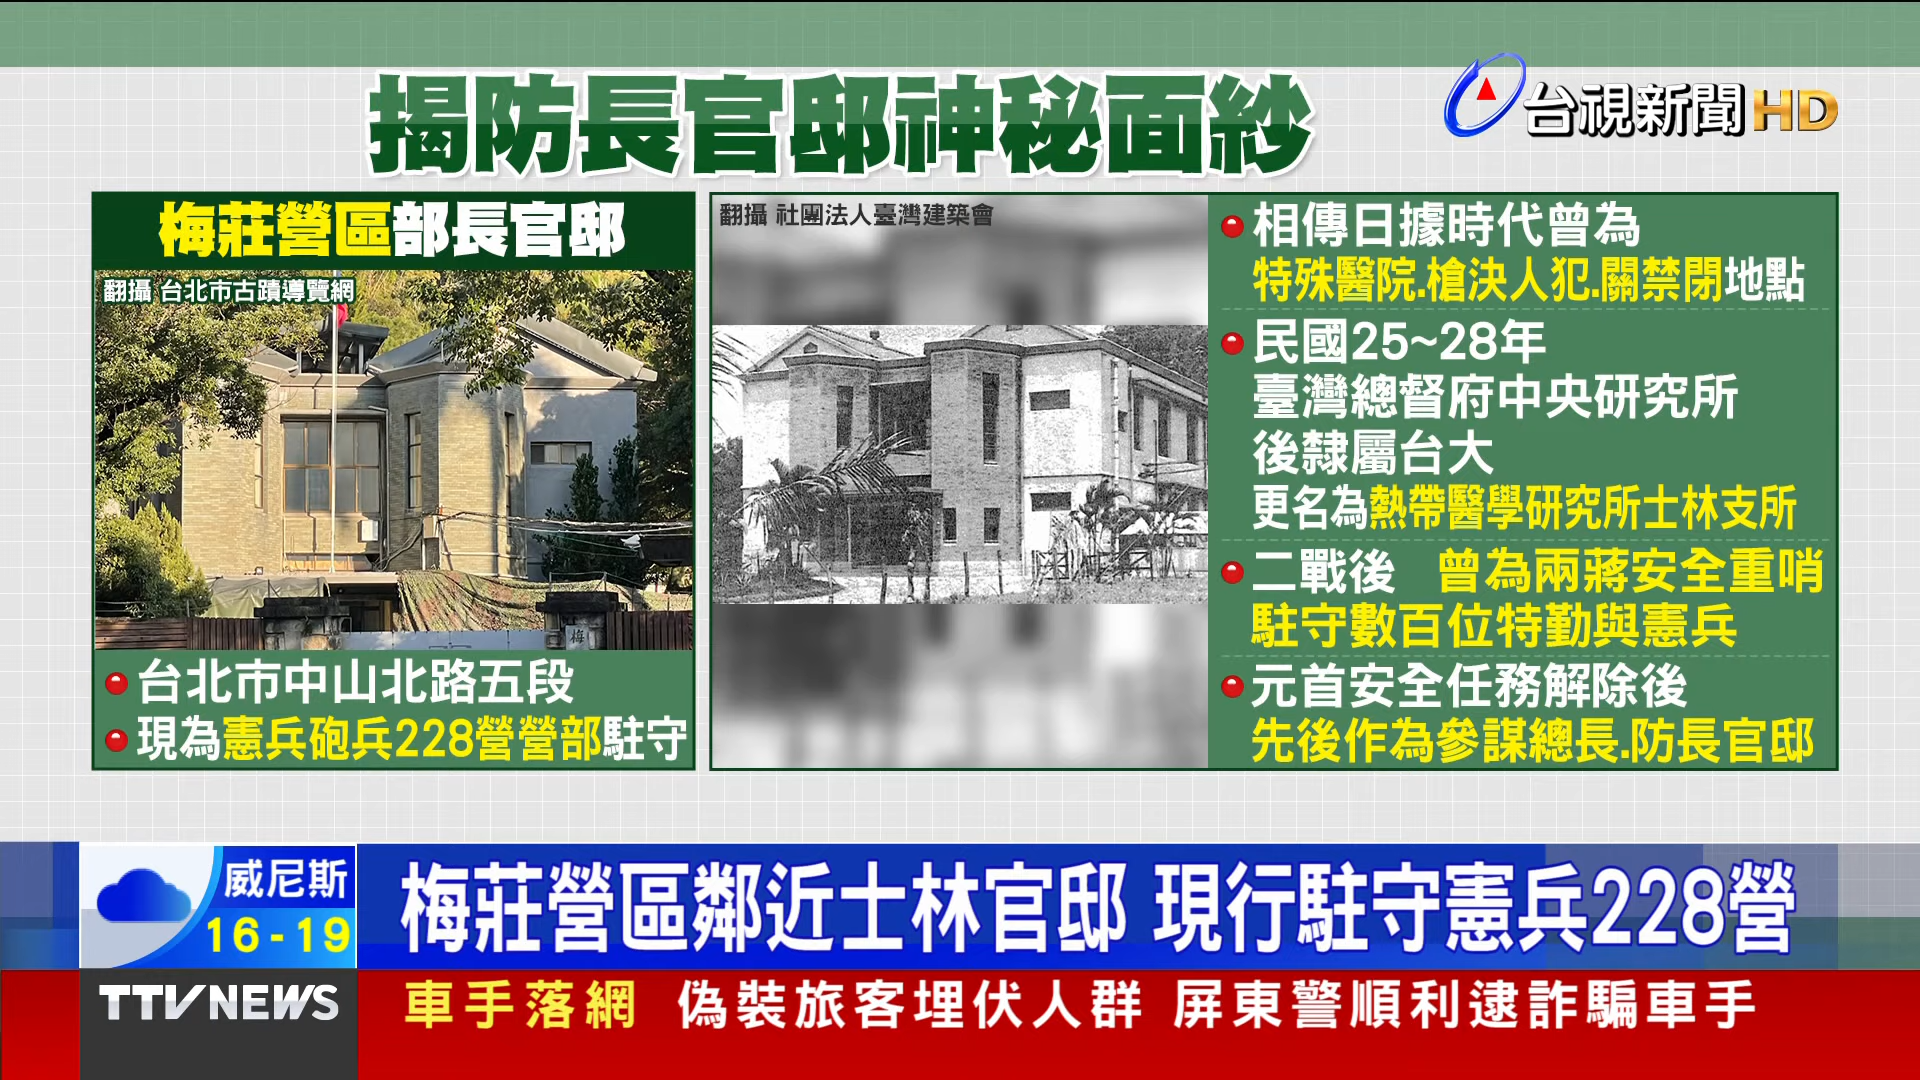 揭防長官邸神秘面紗
台視新聞HD
梅莊營區部長官邸
翻攝 台北市古蹟導覽網
梅
台北市中山北路五段
現為憲兵砲兵228營營部駐守
翻攝 社團法人臺灣建築會
相傳日據時代曾為
特殊醫院.槍決人犯.關禁閉地點
民國25~28年
臺灣總督府中央研究所
後隸屬台大
更名為熱帶醫學研究所士林支所
二戰後 曾為兩蔣安全重哨
駐守數百位特勤與憲兵
元首安全任務解除後
先後作為參謀總長.防長官邸
威尼斯
16-19
梅莊營區鄰近士林官邸 現行駐守憲兵228營
TTV NEWS
車手落網 偽裝旅客埋伏人群 屏東警順利逮詐騙車手